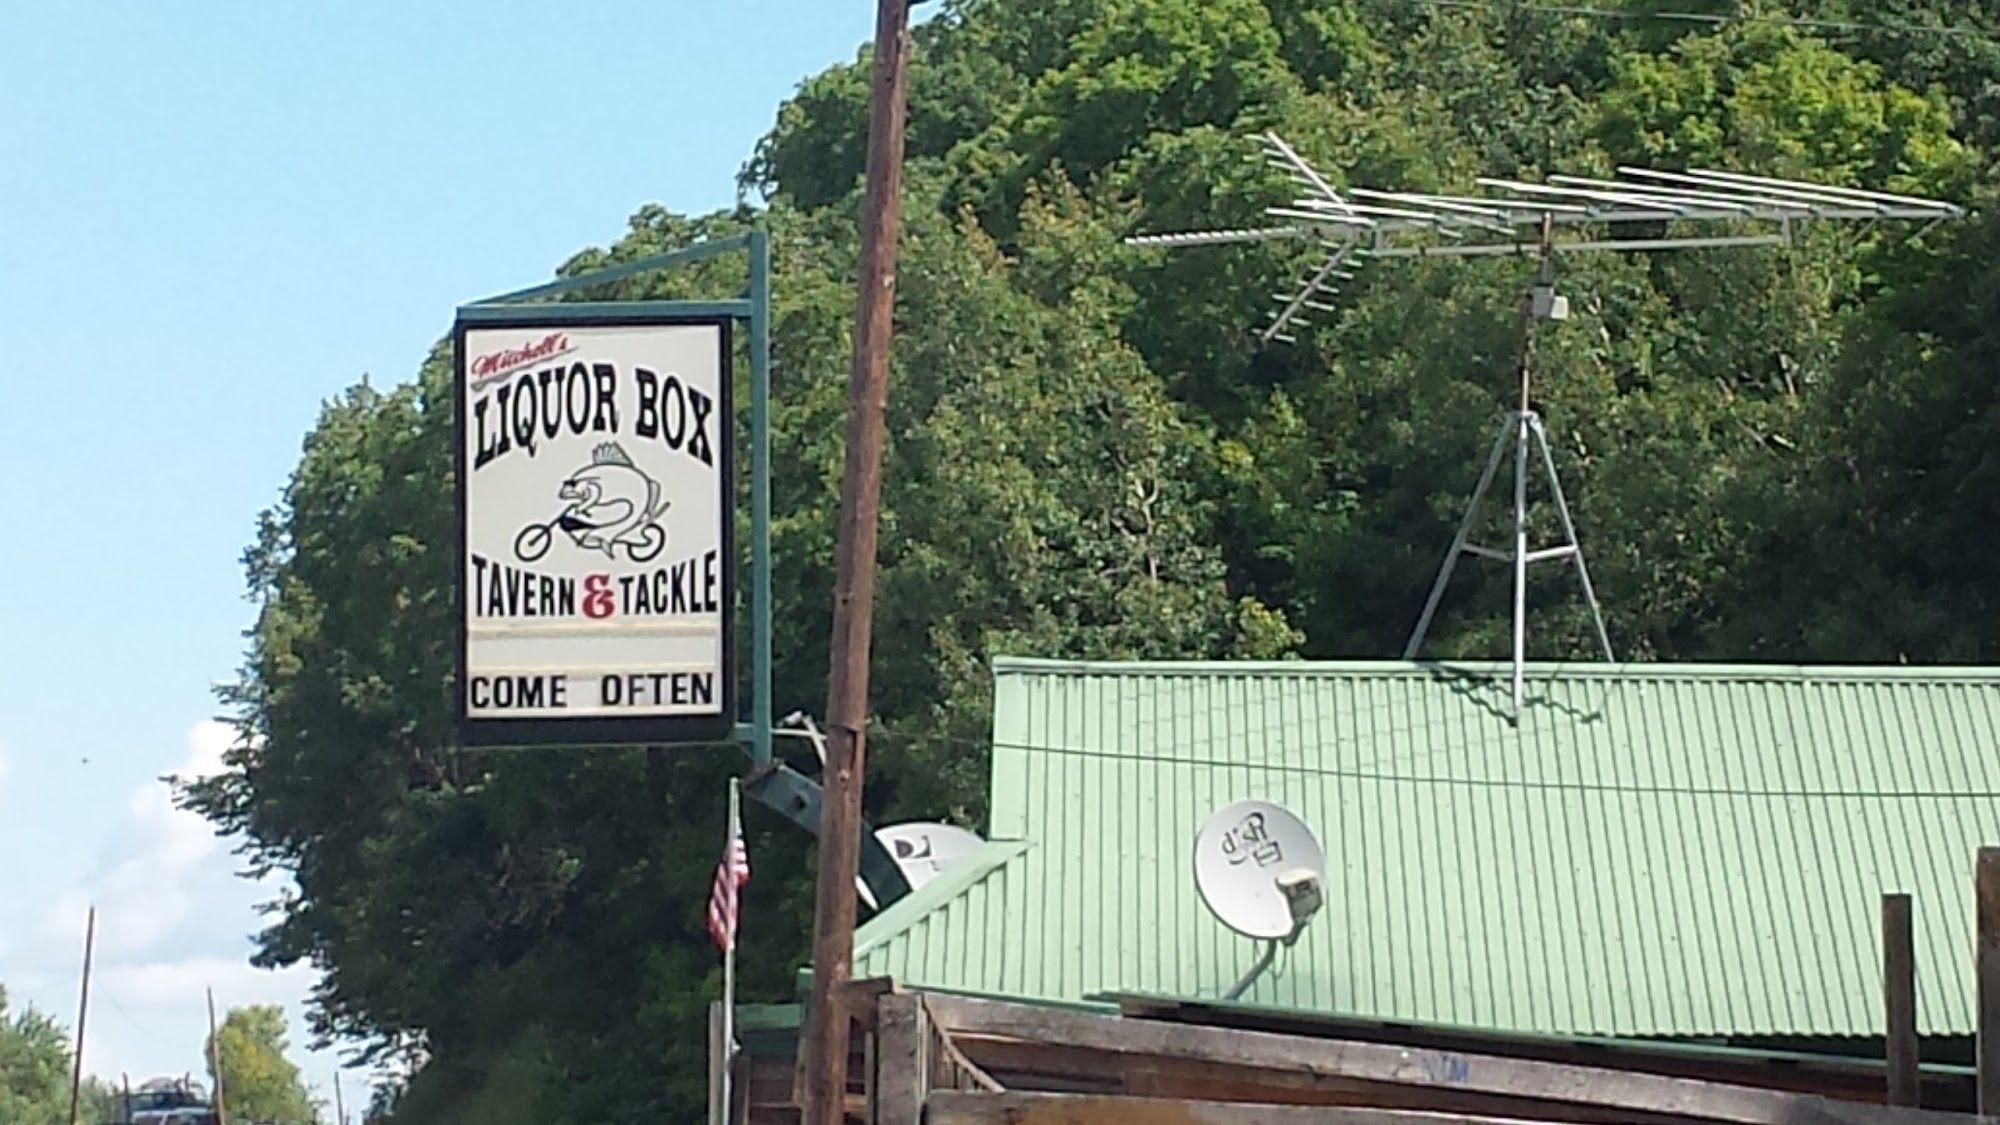 Mitchell's
LIQUOR BOX
TAVERN & TACKLE
COME OFTEN
dish